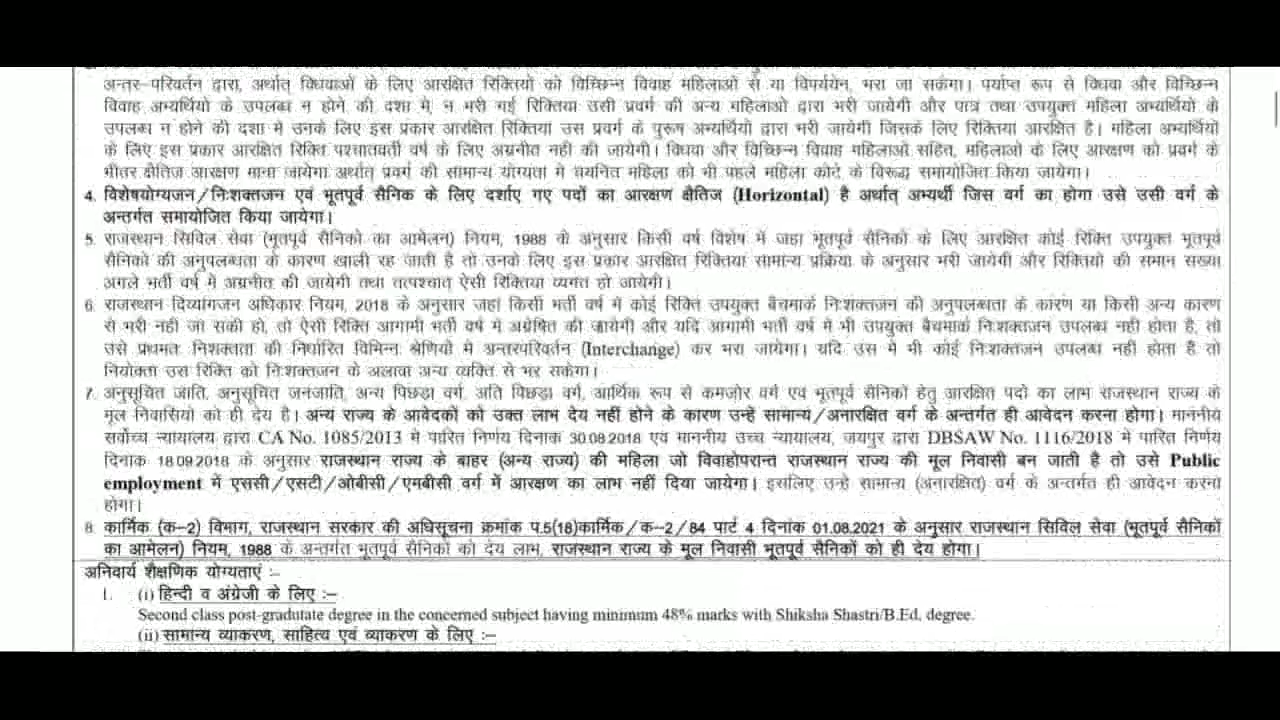 अन्तर–परिवर्तन द्वारा, अर्थात् विधवाओं के लिए आरक्षित रिक्तियों को विच्छिन्न विवाह महिलाओं से या विपर्ययेन, भरा जा सकेगा। पर्याप्त रूप से विधवा और विच्छिन्न
विवाह अभ्यर्थियों के उपलब्ध न होने की दशा में, न भरी गई रिक्तियां उसी प्रवर्ग की अन्य महिलाओं द्वारा भरी जायेगी और पात्र तथा उपयुक्त महिला अभ्यर्थियों के
उपलब्ध न होने की दशा में उनके लिए इस प्रकार आरक्षित रिक्तियां उस प्रवर्ग के पुरूष अभ्यर्थियों द्वारा भरी जायेगी जिसके लिए रिक्तियां आरक्षित है। महिला अभ्यर्थियों
के लिए इस प्रकार आरक्षित रिक्ति पश्चातवर्ती वर्ष के लिए अग्रनीत नही की जायेगी। विधवा और विच्छिन्न विवाह महिलाओं सहित, महिलाओं के लिए आरक्षण को प्रवर्ग के
भीतर क्षैतिज आरक्षण माना जायेगा अर्थात् प्रवर्ग की सामान्य योग्यता में चयनित महिला को भी पहले महिला कोटे के विरूद्ध समायोजित किया जायेगा।
4. विशेषयोग्यजन/निःशक्तजन एवं भूतपूर्व सैनिक के लिए दर्शाए गए पदों का आरक्षण क्षैतिज (Horizontal) है अर्थात् अभ्यर्थी जिस वर्ग का होगा उसे उसी वर्ग के
अन्तर्गत समायोजित किया जायेगा।
5. राजस्थान सिविल सेवा (भूतपूर्व सैनिकों का आमेलन) नियम, 1988 के अनुसार किसी वर्ष विशेष में जहां भूतपूर्व सैनिकों के लिए आरक्षित कोई रिक्ति उपयुक्त भूतपूर्व
सैनिकों की अनुपलब्धता के कारण खाली रह जाती है तो उनके लिए इस प्रकार आरक्षित रिक्तियां सामान्य प्रक्रिया के अनुसार भरी जायेगी और रिक्तियों की समान संख्या
अगले भर्ती वर्ष में अग्रनीत की जायेगी तथा तत्पश्चात् ऐसी रिक्तियां व्यपगत हो जायेगी।
6. राजस्थान दिव्यांगजन अधिकार नियम, 2018 के अनुसार जहां किसी भर्ती वर्ष में कोई रिक्ति उपयुक्त बैंचमार्क निःशक्तजन की अनुपलब्धता के कारण या किसी अन्य कारण
से भरी नही जा सकी हो, तो ऐसी रिक्ति आगामी भर्ती वर्ष में अग्रेषित की जायेगी और यदि आगामी भर्ती वर्ष में भी उपयुक्त बैंचमार्क निःशक्तजन उपलब्ध नही होता है, तो
उसे प्रथमतः निशक्तता की निर्धारित विभिन्न श्रेणियों में अन्तरपरिवर्तन (Interchange) कर भरा जायेगा। यदि उस में भी कोई निःशक्तजन उपलब्ध नहीं होता है तो
नियोक्ता उस रिक्ति को निःशक्तजन के अलावा अन्य व्यक्ति से भर सकेगा।
7. अनुसूचित जाति, अनुसूचित जनजाति, अन्य पिछड़ा वर्ग, अति पिछड़ा वर्ग, आर्थिक रूप से कमज़ोर वर्ग एवं भूतपूर्व सैनिकों हेतु आरक्षित पदों का लाभ राजस्थान राज्य के
मूल निवासियों को ही देय है। अन्य राज्य के आवेदकों को उक्त लाभ देय नहीं होने के कारण उन्हें सामान्य/अनारक्षित वर्ग के अन्तर्गत ही आवेदन करना होगा। माननीय
सर्वोच्च न्यायालय द्वारा CA No. 1085/2013 में पारित निर्णय दिनांक 30.08.2018 एवं माननीय उच्च न्यायालय, जयपुर द्वारा DBSAW No. 1116/2018 में पारित निर्णय
दिनांक 18.09.2018 के अनुसार राजस्थान राज्य के बाहर (अन्य राज्य) की महिला जो विवाहोपरान्त राजस्थान राज्य की मूल निवासी बन जाती है तो उसे Public
employment में एससी/एसटी/ओबीसी/एमबीसी वर्ग में आरक्षण का लाभ नहीं दिया जायेगा। इसलिए उन्हे सामान्य (अनारक्षित) वर्ग के अन्तर्गत ही आवेदन करना
होगा।
8. कार्मिक (क–2) विभाग, राजस्थान सरकार की अधिसूचना क्रमांक प.5(18)कार्मिक/क–2/84 पार्ट 4 दिनांक 01.08.2021 के अनुसार राजस्थान सिविल सेवा (भूतपूर्व सैनिकों
का आमेलन) नियम, 1988 के अन्तर्गत भूतपूर्व सैनिकों को देय लाभ, राजस्थान राज्य के मूल निवासी भूतपूर्व सैनिकों को ही देय होगा।
अनिवार्य शैक्षणिक योग्यताएं :–
1. (i) हिन्दी व अंग्रेजी के लिए :–
Second class post-gradutate degree in the concerned subject having minimum 48% marks with Shiksha Shastri/B.Ed. degree.
(ii) सामान्य व्याकरण, साहित्य एवं व्याकरण के लिए :–